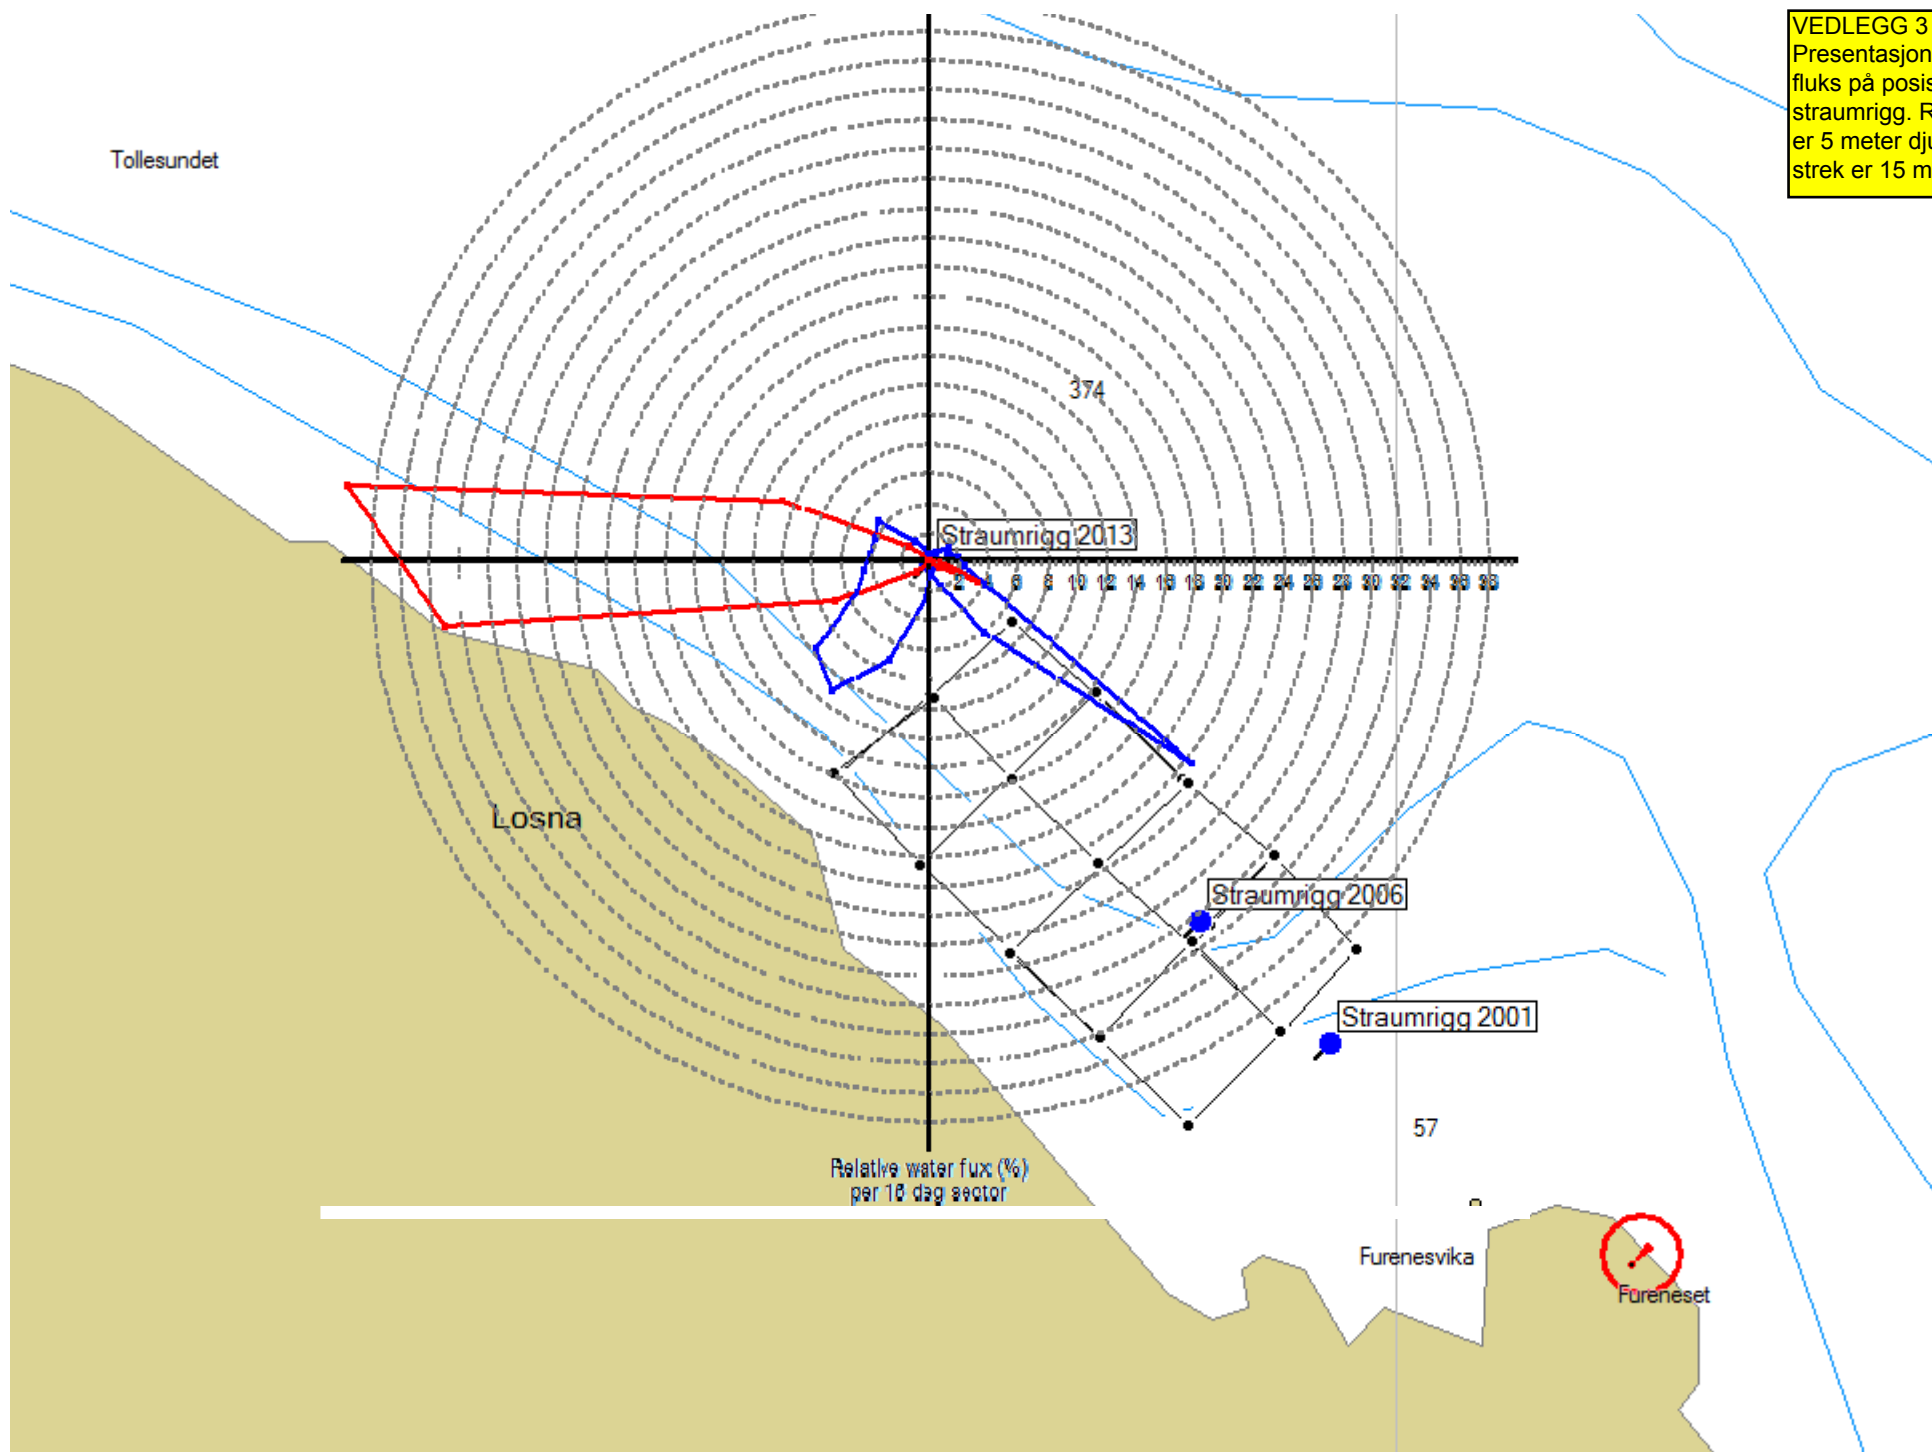 VEDLEGG 3
Presentasjon
fluks på posis
straumrigg. R
er 5 meter dju
strek er 15 m
Tollesundet
374
Straumrigg 2013
2 4 6 8 10 12 14 16 18 20 22 24 26 28 30 32 34 36 38
Losna
Straumrigg 2006
Straumrigg 2001
57
Relative water fux (%)
per 15 deg sector
Furenesvika
Fureneset